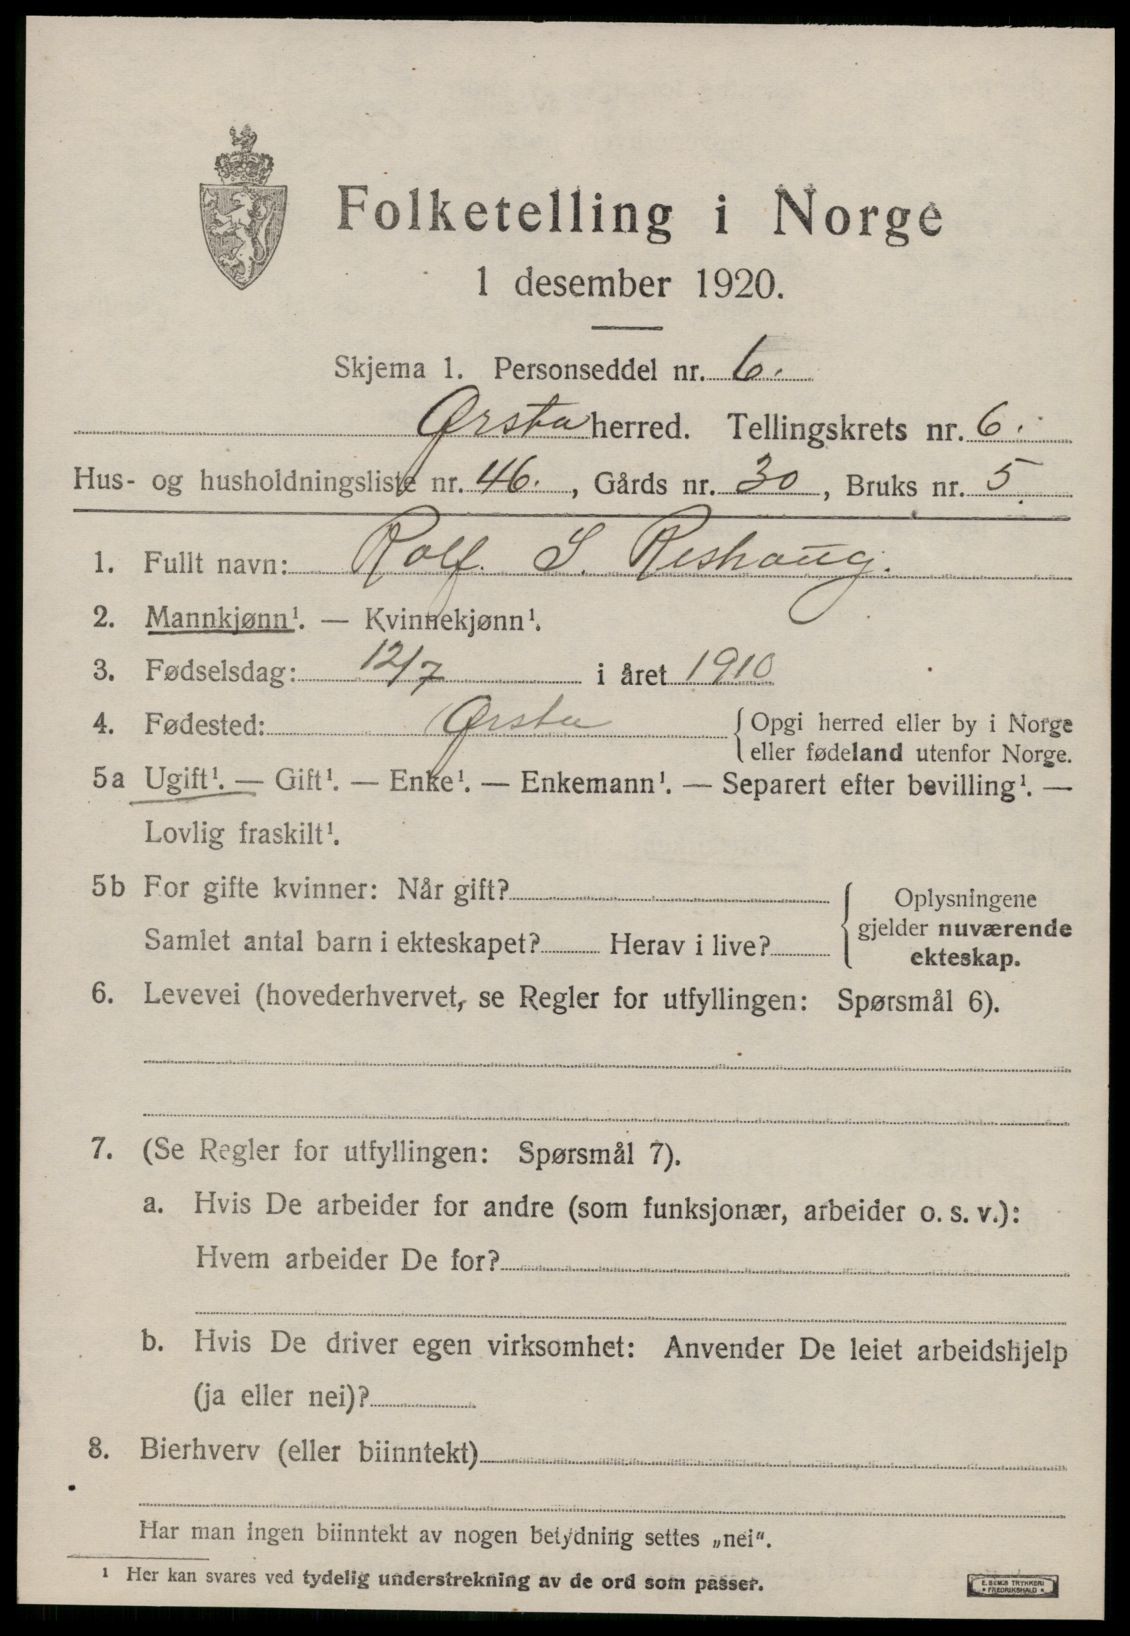 Folketelling i Norge
1 desember 1920.
Skjema 1. Personseddel nr. 6.
Ørsta herred. Tellingskrets nr. 6.
Hus- og husholdningsliste nr. 46., Gårds nr. 30, Bruks nr. 5.
1. Fullt navn: Rolf. S. Reshaug.
2. Mannkjønn¹. — Kvinnekjønn¹.
3. Fødselsdag: 12/7 i året 1910
4. Fødested: Ørsta {Opgi herred eller by i Norge
eller fødeland utenfor Norge.
5a Ugift¹. — Gift¹. — Enke¹. — Enkemann¹. — Separert efter bevilling¹. —
Lovlig fraskilt¹.
5b For gifte kvinner: Når gift?
Samlet antal barn i ekteskapet? Herav i live?
{Oplysningene
gjelder nuværende
ekteskap.
6. Levevei (hovederhvervet, se Regler for utfyllingen: Spørsmål 6).
7. (Se Regler for utfyllingen: Spørsmål 7).
a. Hvis De arbeider for andre (som funksjonær, arbeider o. s. v.):
Hvem arbeider De for?
b. Hvis De driver egen virksomhet: Anvender De leiet arbeidshjelp
(ja eller nei)?
8. Bierhverv (eller biinntekt)
Har man ingen biinntekt av nogen betydning settes „nei“.
¹ Her kan svares ved tydelig understrekning av de ord som passer.
E. SEMS TRYKKERI
FREDRIKSHALD